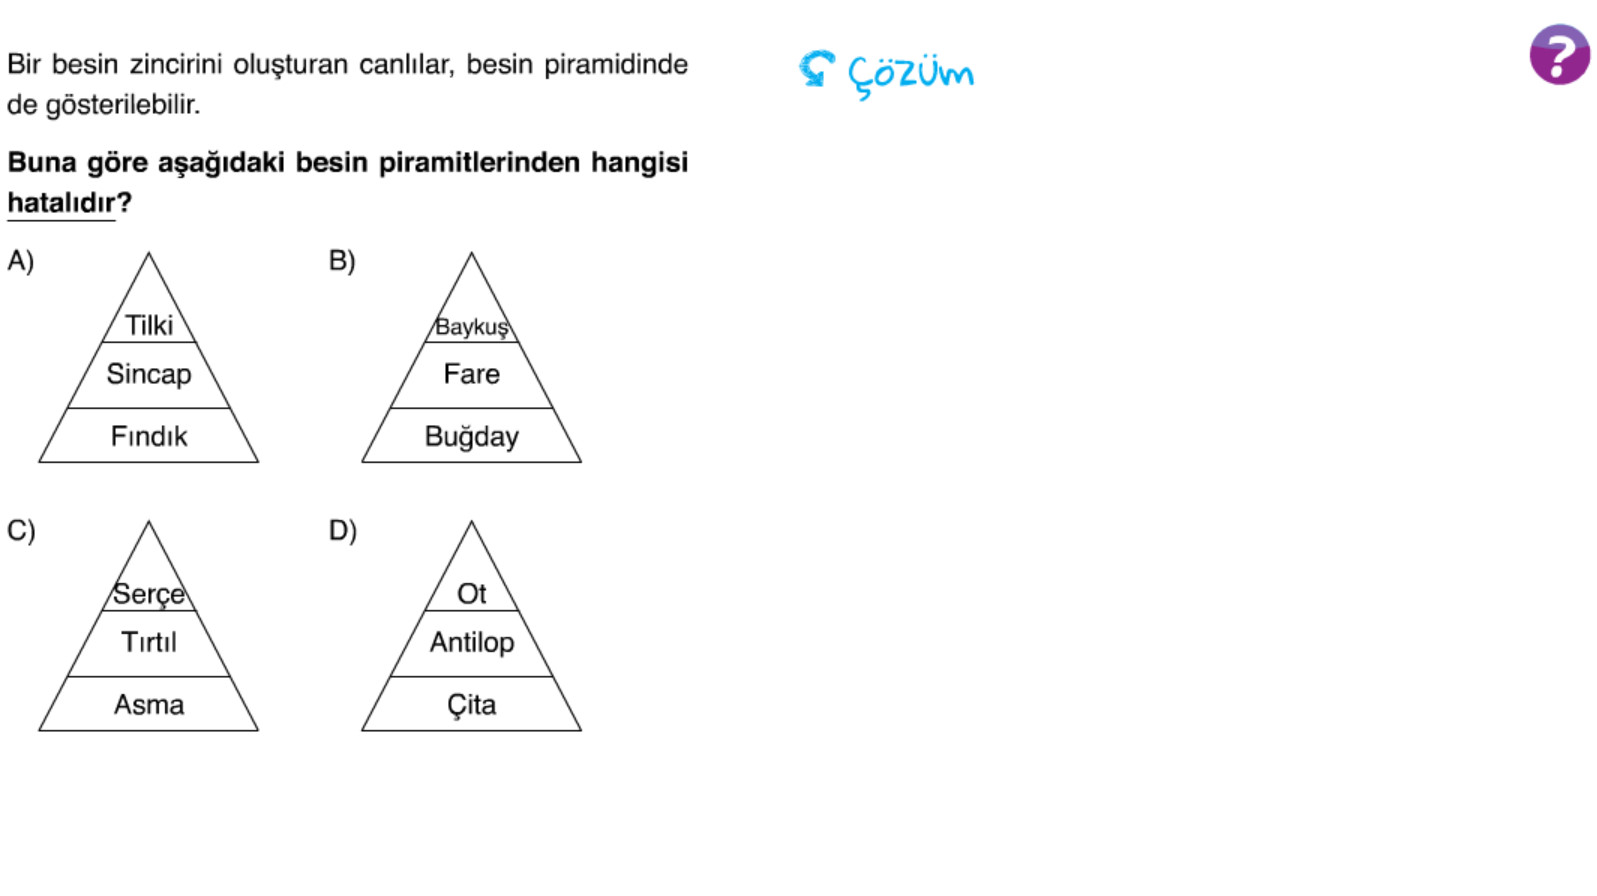 Bir besin zincirini oluşturan canlılar, besin piramidinde
de gösterilebilir.
Çözüm
?
Buna göre aşağıdaki besin piramitlerinden hangisi
hatalıdır?
A)
Tilki
Sincap
Fındık
B)
Baykuş
Fare
Buğday
C)
Serçe
Tırtıl
Asma
D)
Ot
Antilop
Çita